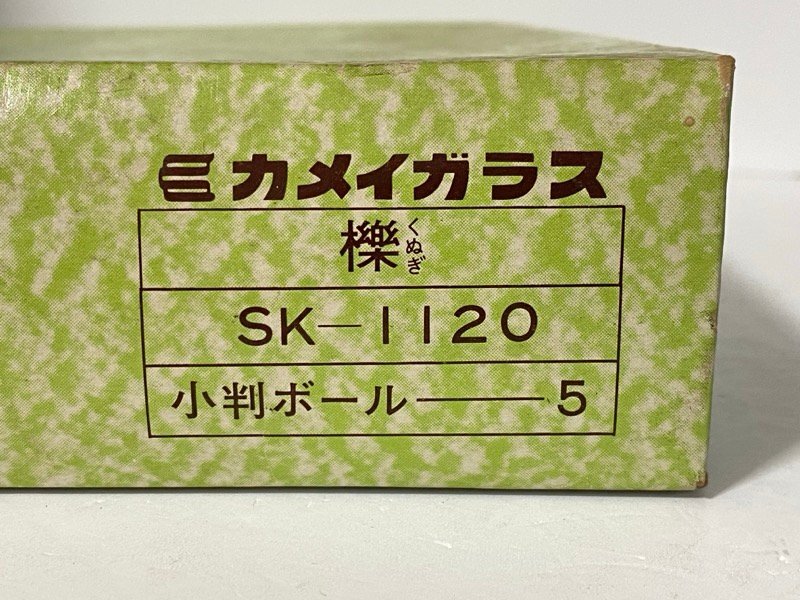 カメイガラス
櫟 くぬぎ
SK-1120
小判ボール――5